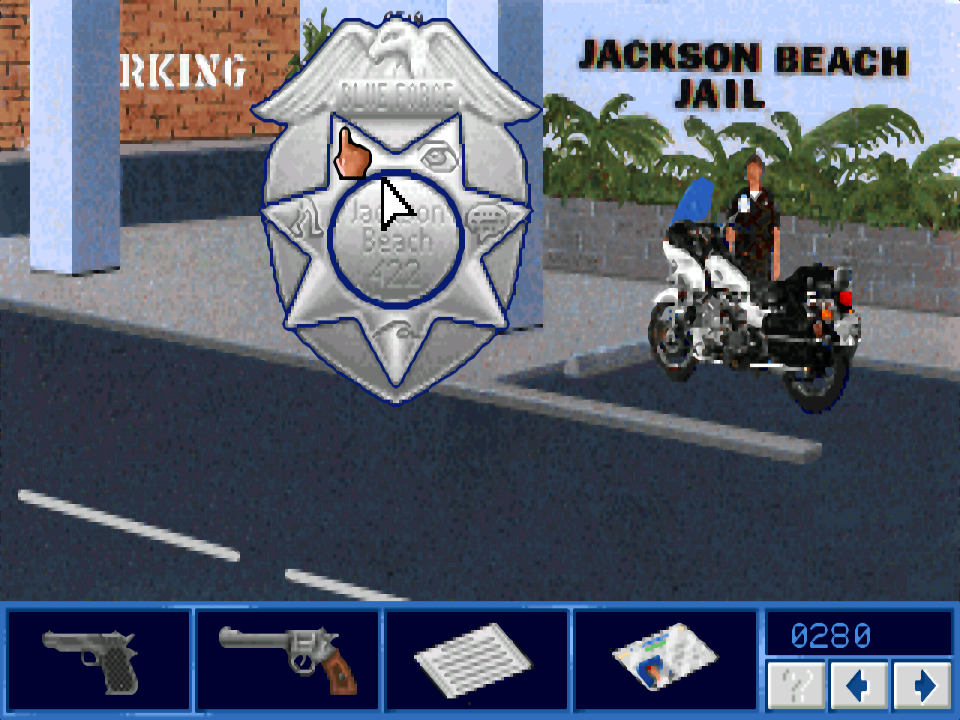 RKING
BLUE FORCE
Jackson
Beach
422
JACKSON BEACH
JAIL
0280
?